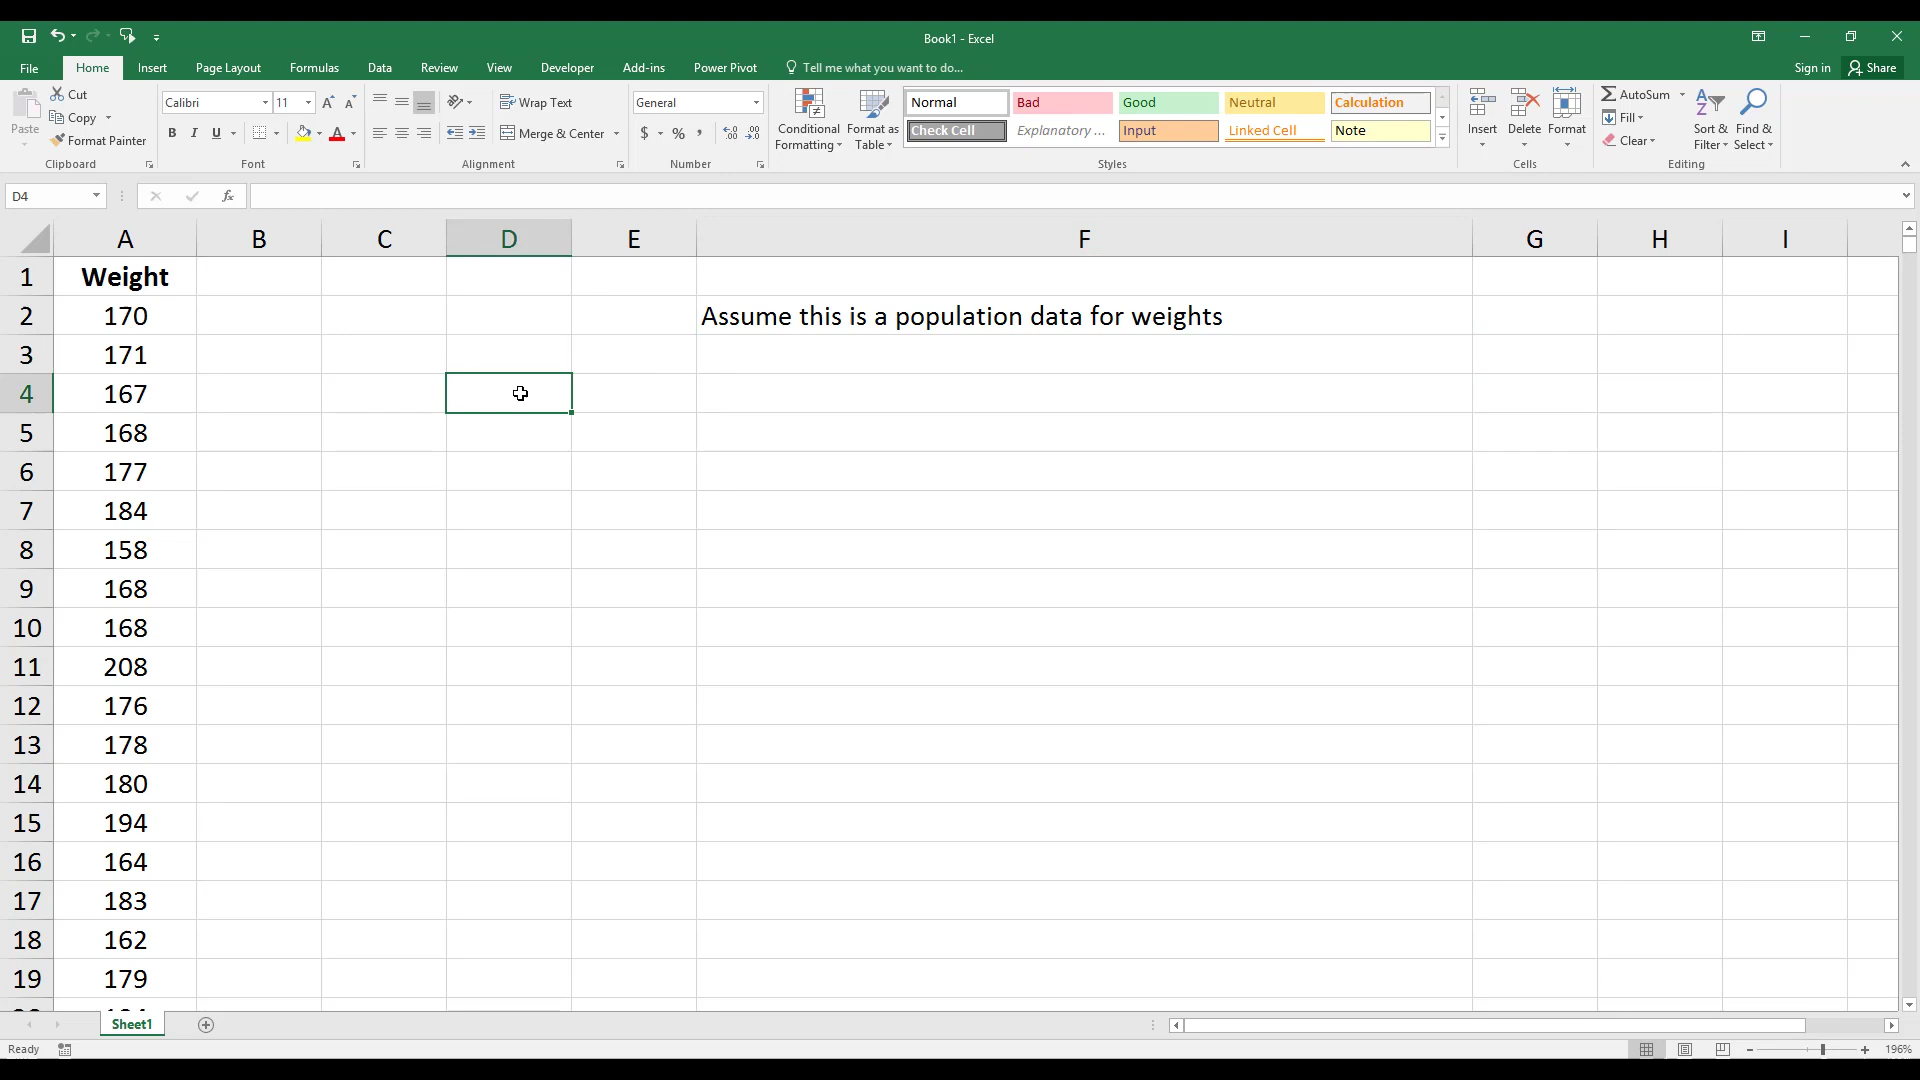 Book1 - Excel
File Home Insert Page Layout Formulas Data Review View Developer Add-ins Power Pivot Tell me what you want to do... Sign in Share
Paste Cut Copy Format Painter Clipboard
Calibri 11 B I U Font
Wrap Text Merge & Center Alignment
General $ % , Number
Conditional Formatting Format as Table
Normal Bad Good Neutral Calculation
Check Cell Explanatory ... Input Linked Cell Note
Styles
Insert Delete Format Cells
AutoSum Fill Clear Sort & Filter Find & Select Editing
D4 fx
A B C D E F G H I
1 Weight
2 170 Assume this is a population data for weights
3 171
4 167
5 168
6 177
7 184
8 158
9 168
10 168
11 208
12 176
13 178
14 180
15 194
16 164
17 183
18 162
19 179
Sheet1
Ready 196%